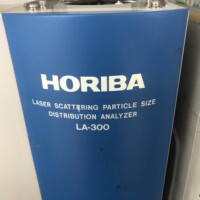 HORIBA
LASER SCATTERING PARTICLE SIZE
DISTRIBUTION ANALYZER
LA-300